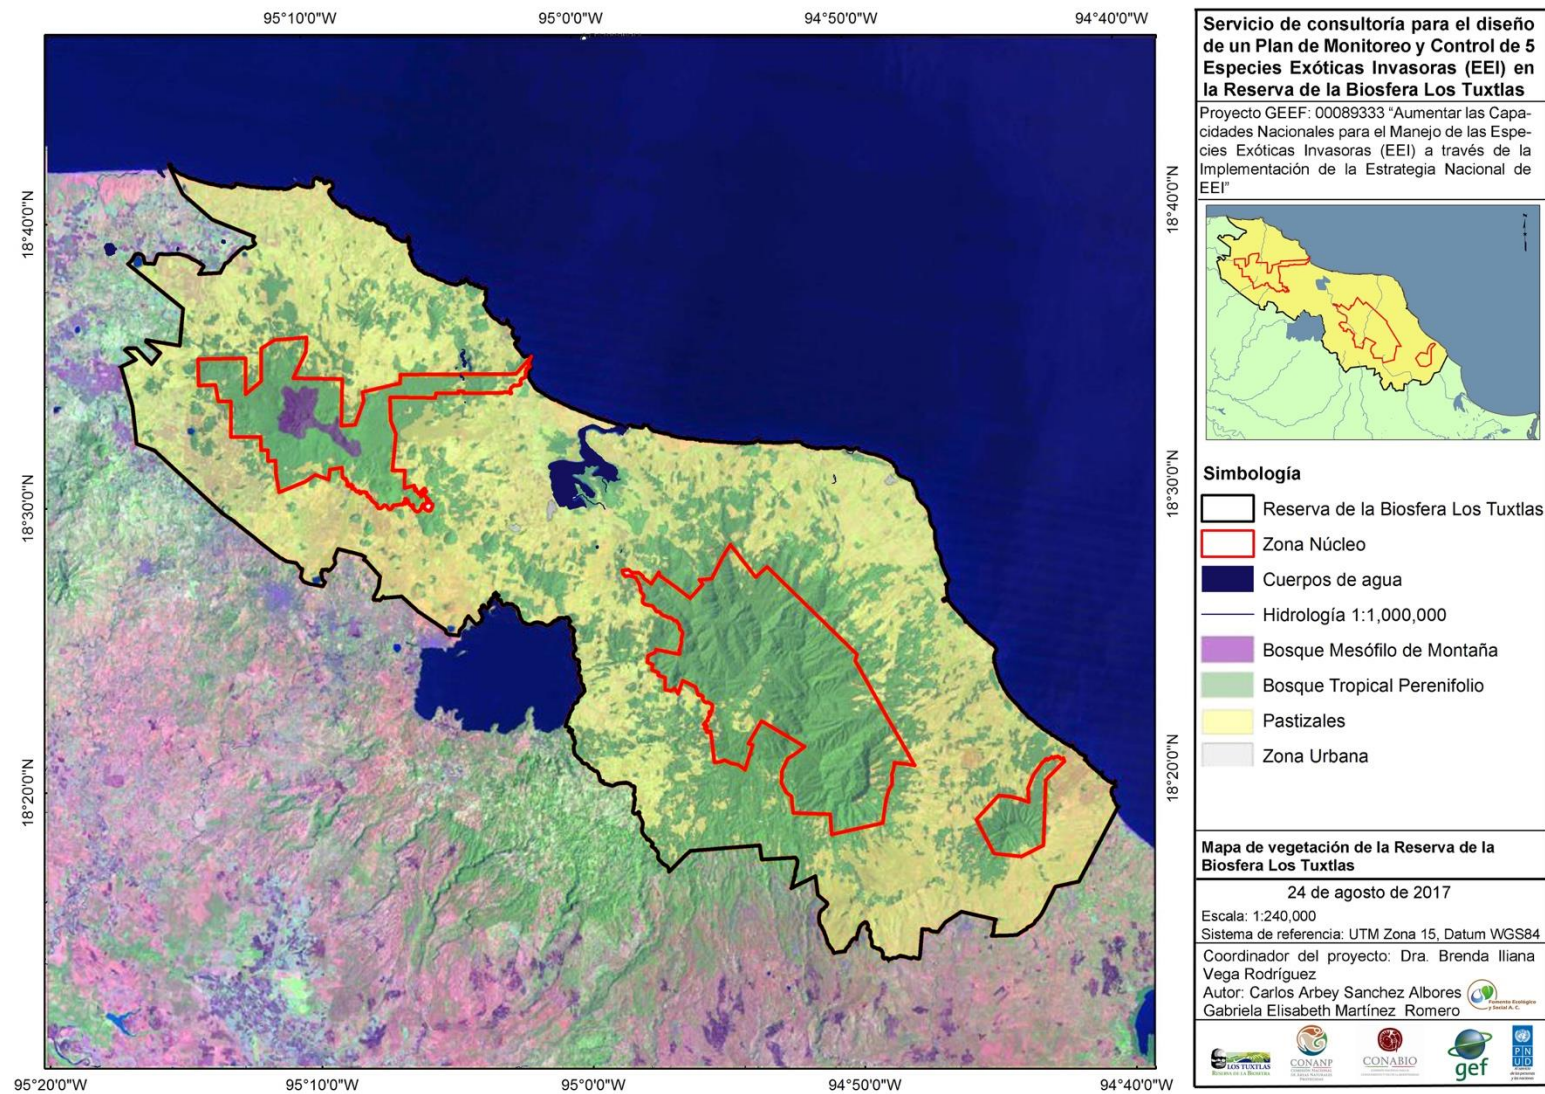 95°10'0"W
95°0'0"W
94°50'0"W
94°40'0"W
18°40'0"N
18°30'0"N
18°20'0"N
18°40'0"N
18°30'0"N
18°20'0"N
95°20'0"W
95°10'0"W
95°0'0"W
94°50'0"W
94°40'0"W
Servicio de consultoría para el diseño
de un Plan de Monitoreo y Control de 5
Especies Exóticas Invasoras (EEI) en
la Reserva de la Biosfera Los Tuxtlas
Proyecto GEEF: 00089333 "Aumentar las Capa-
cidades Nacionales para el Manejo de las Espe-
cies Exóticas Invasoras (EEI) a través de la
Implementación de la Estrategia Nacional de
EEI"
Simbología
Reserva de la Biosfera Los Tuxtlas
Zona Núcleo
Cuerpos de agua
Hidrología 1:1,000,000
Bosque Mesófilo de Montaña
Bosque Tropical Perenifolio
Pastizales
Zona Urbana
Mapa de vegetación de la Reserva de la
Biosfera Los Tuxtlas
24 de agosto de 2017
Escala: 1:240,000
Sistema de referencia: UTM Zona 15, Datum WGS84
Coordinador del proyecto: Dra. Brenda Iliana
Vega Rodríguez
Autor: Carlos Arbey Sanchez Albores
Gabriela Elisabeth Martínez Romero
Fomento Ecológico
y Social A. C.
LOS TUXTLAS
RESERVA DE LA BIOSFERA
CONANP
CONABIO
gef
P N
U D